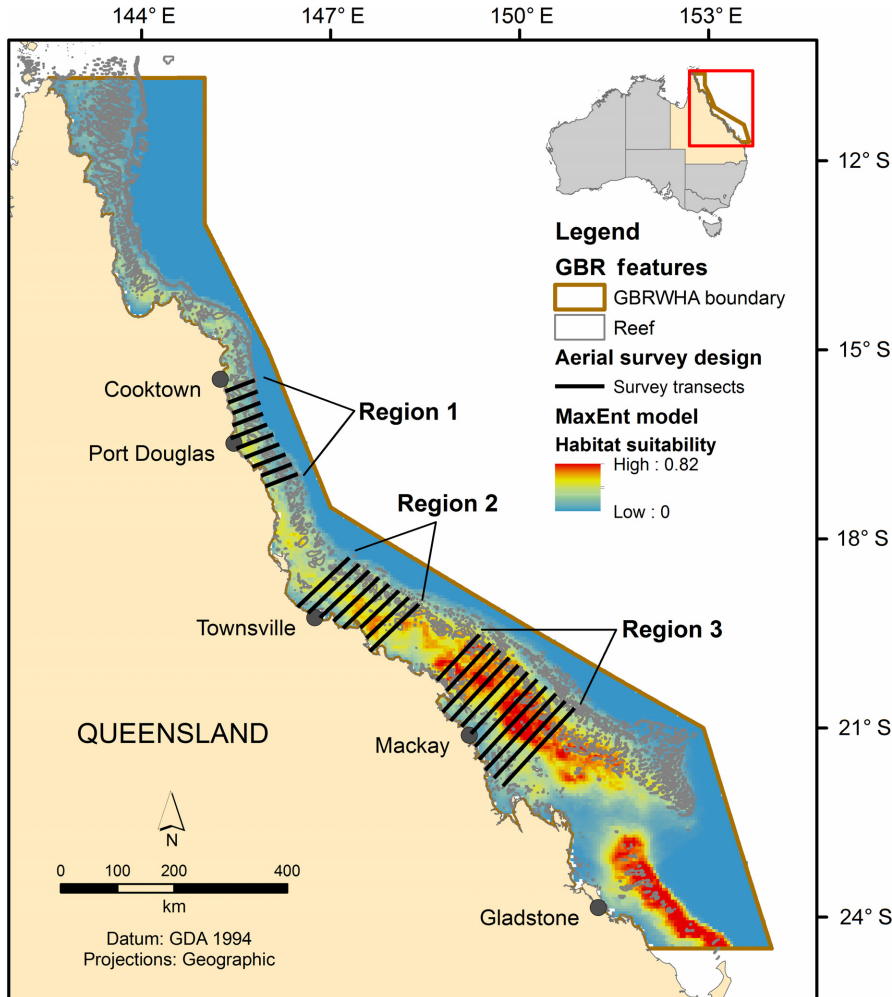 144° E
147° E
150° E
153° E
12° S
Legend
GBR features
GBRWHA boundary
Reef
15° S
Aerial survey design
Survey transects
MaxEnt model
Habitat suitability
High : 0.82
Low : 0
Cooktown
Region 1
Port Douglas
Region 2
18° S
Townsville
Region 3
21° S
QUEENSLAND
Mackay
N
0 100 200 400
km
Gladstone
24° S
Datum: GDA 1994
Projections: Geographic